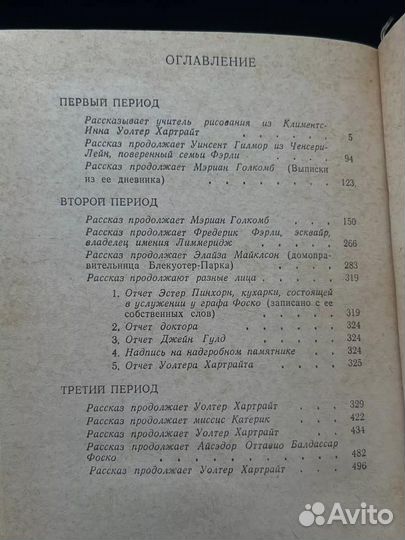 ОГЛАВЛЕНИЕ
ПЕРВЫЙ ПЕРИОД
Рассказывает учитель рисования из Климентс-
Инна Уолтер Хартрайт . . . . . . 5
Рассказ продолжает Уинсент Гилмор из Ченсери-
Лейн, поверенный семьи Фэрли . . . . 94
Рассказ продолжает Мэриан Голкомб (Выписки
из ее дневника) . . . . . . . . 123
ВТОРОЙ ПЕРИОД
Рассказ продолжает Мэриан Голкомб . . . 150
Рассказ продолжает Фредерик Фэрли, эсквайр,
владелец имения Лиммеридж . . . . 266
Рассказ продолжает Элайза Майклсон (домопра-
вительница Блекуотер-Парка) . . . . 283
Рассказ продолжают разные лица . . . . 319
1. Отчет Эстер Пинхорн, кухарки, состоящей
в услужении у графа Фоско (записано с ее
собственных слов) . . . . . . 319
2. Отчет доктора . . . . . . . 324
3. Отчет Джейн Гулд . . . . . . 324
4. Надпись на надгробном памятнике . . . 324
5. Отчет Уолтера Хартрайта . . . . 325
ТРЕТИЙ ПЕРИОД
Рассказ продолжает Уолтер Хартрайт . . . 329
Рассказ продолжает миссис Катерик . . . 422
Рассказ продолжает Уолтер Хартрайт . . . 434
Рассказ продолжает Айсэдор Оттавио Балдассар
Фоско . . . . . . . . . 482
Рассказ продолжает Уолтер Хартрайт . . . 496
Avito